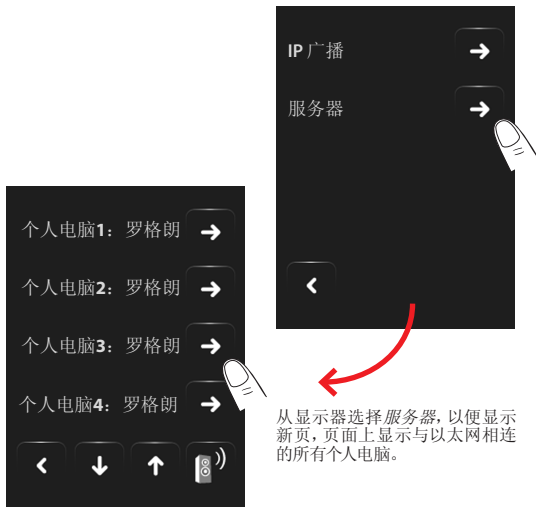 IP 广播
服务器
个人电脑1：罗格朗
个人电脑2：罗格朗
个人电脑3：罗格朗
个人电脑4：罗格朗
从显示器选择服务器，以便显示
新页，页面上显示与以太网相连
的所有个人电脑。